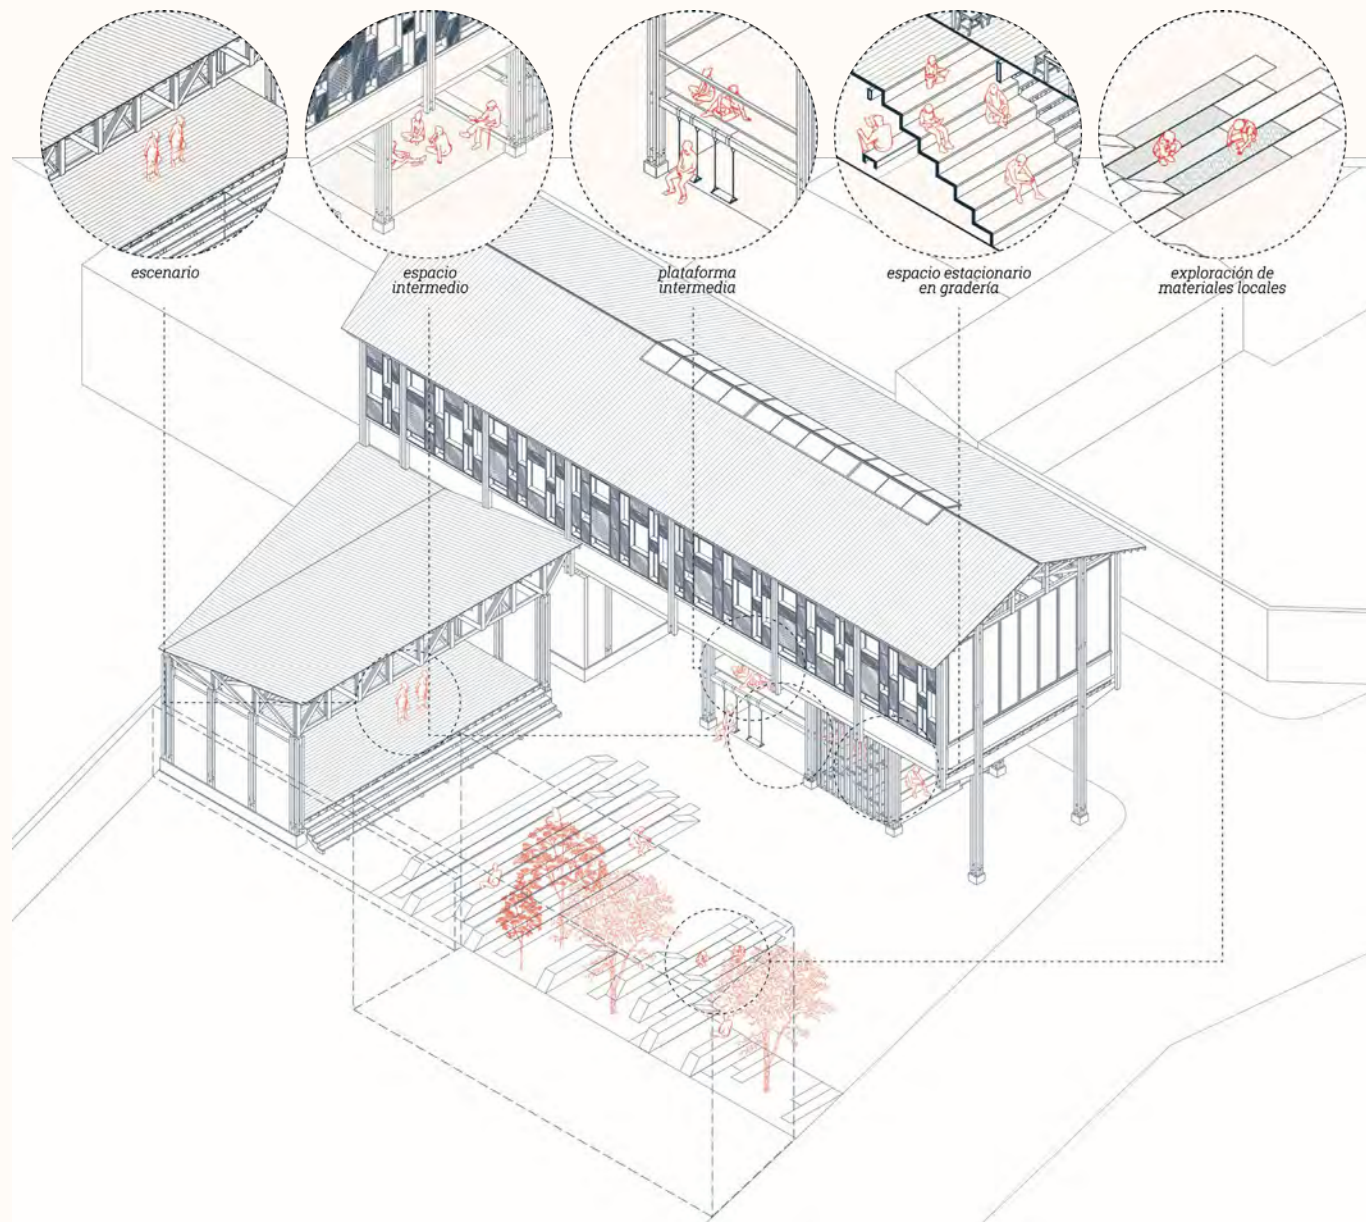 escenario
espacio
intermedio
plataforma
intermedia
espacio estacionario
en gradería
exploración de
materiales locales